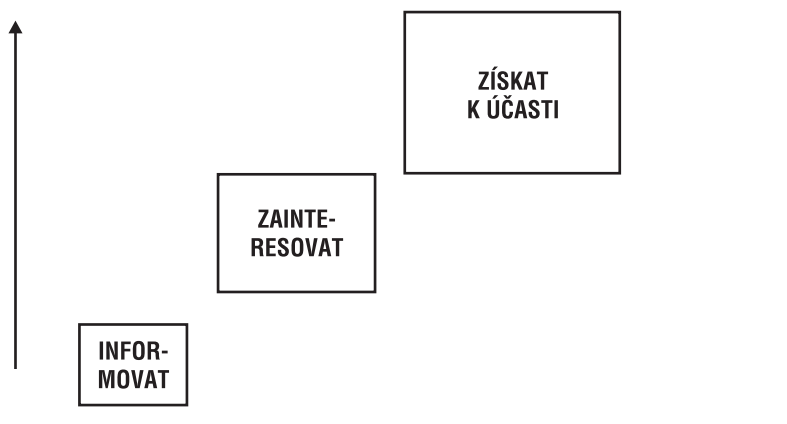 ZÍSKAT
K ÚČASTI
ZAINTE-
RESOVAT
INFOR-
MOVAT